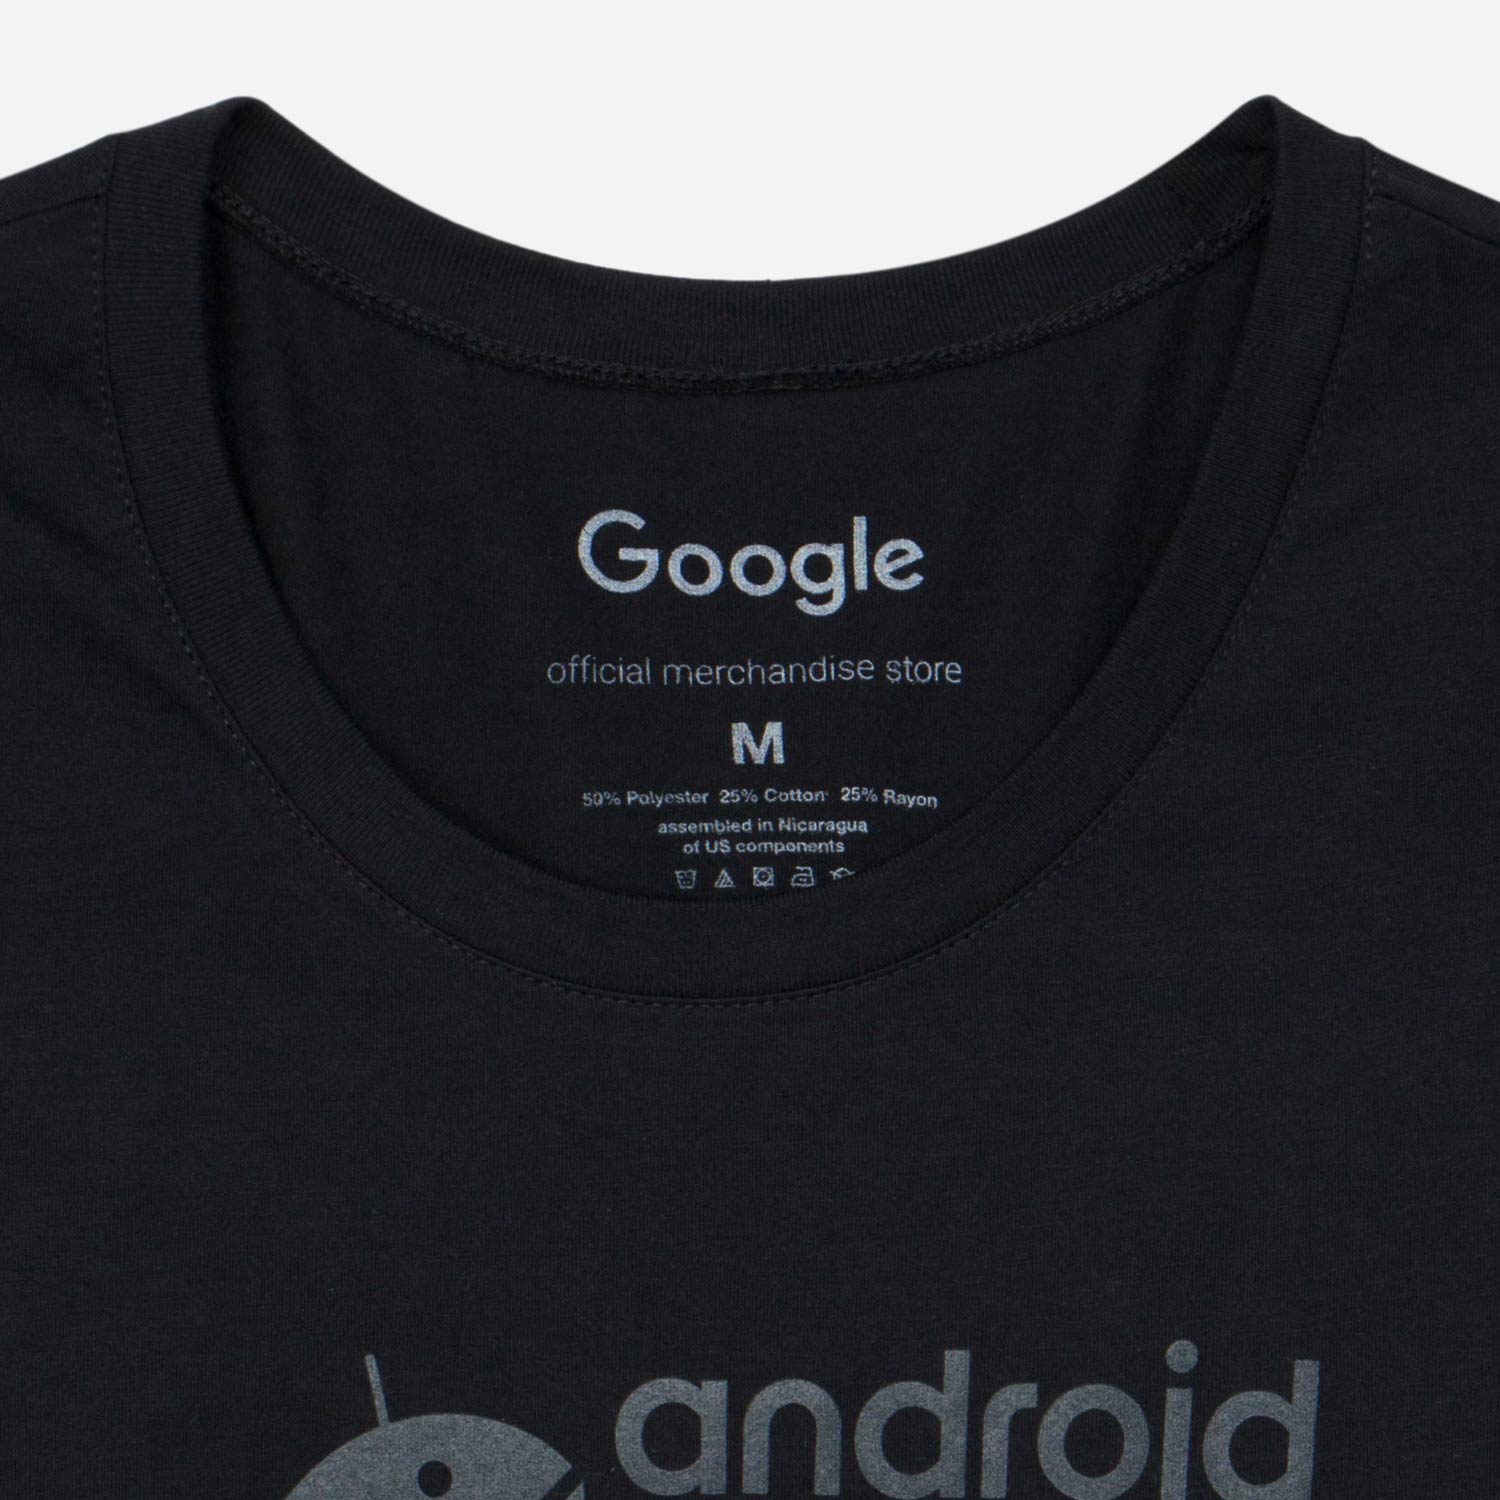 Google
official merchandise store
M
50% Polyester 25% Cotton 25% Rayon
assembled in Nicaragua
of US components
android